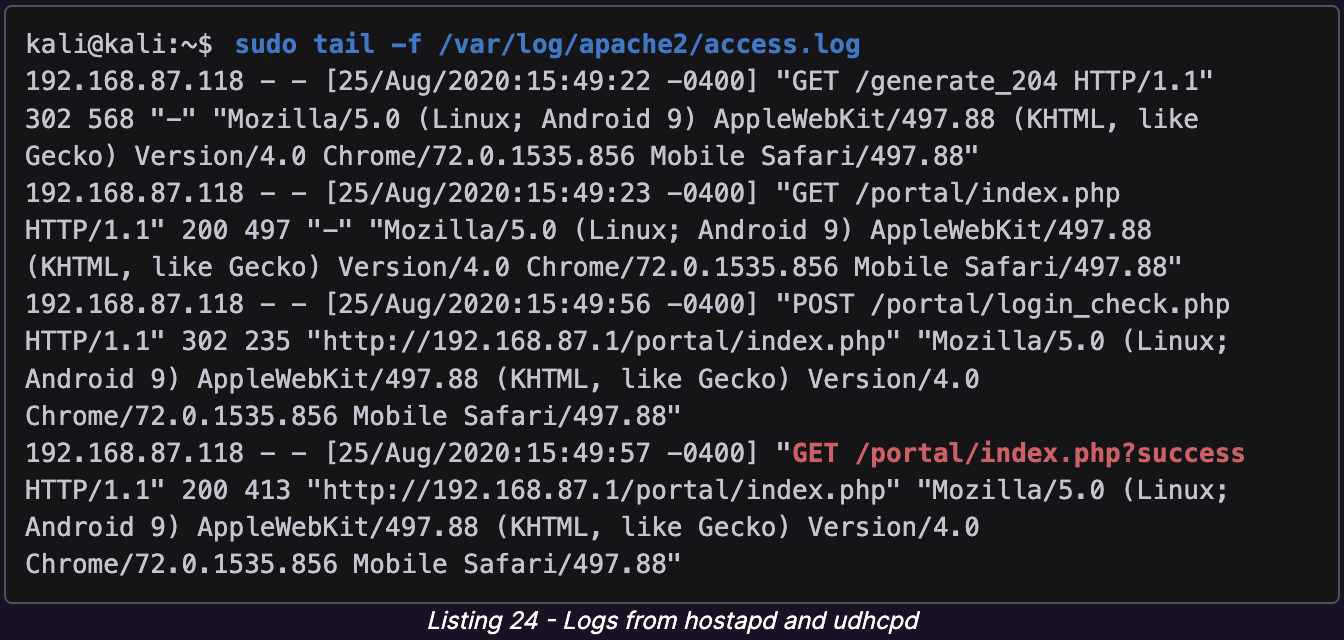 kali@kali:~$ sudo tail -f /var/log/apache2/access.log
192.168.87.118 - - [25/Aug/2020:15:49:22 -0400] "GET /generate_204 HTTP/1.1"
302 568 "-" "Mozilla/5.0 (Linux; Android 9) AppleWebKit/497.88 (KHTML, like
Gecko) Version/4.0 Chrome/72.0.1535.856 Mobile Safari/497.88"
192.168.87.118 - - [25/Aug/2020:15:49:23 -0400] "GET /portal/index.php
HTTP/1.1" 200 497 "-" "Mozilla/5.0 (Linux; Android 9) AppleWebKit/497.88
(KHTML, like Gecko) Version/4.0 Chrome/72.0.1535.856 Mobile Safari/497.88"
192.168.87.118 - - [25/Aug/2020:15:49:56 -0400] "POST /portal/login_check.php
HTTP/1.1" 302 235 "http://192.168.87.1/portal/index.php" "Mozilla/5.0 (Linux;
Android 9) AppleWebKit/497.88 (KHTML, like Gecko) Version/4.0
Chrome/72.0.1535.856 Mobile Safari/497.88"
192.168.87.118 - - [25/Aug/2020:15:49:57 -0400] "GET /portal/index.php?success
HTTP/1.1" 200 413 "http://192.168.87.1/portal/index.php" "Mozilla/5.0 (Linux;
Android 9) AppleWebKit/497.88 (KHTML, like Gecko) Version/4.0
Chrome/72.0.1535.856 Mobile Safari/497.88"
Listing 24 - Logs from hostapd and udhcpd